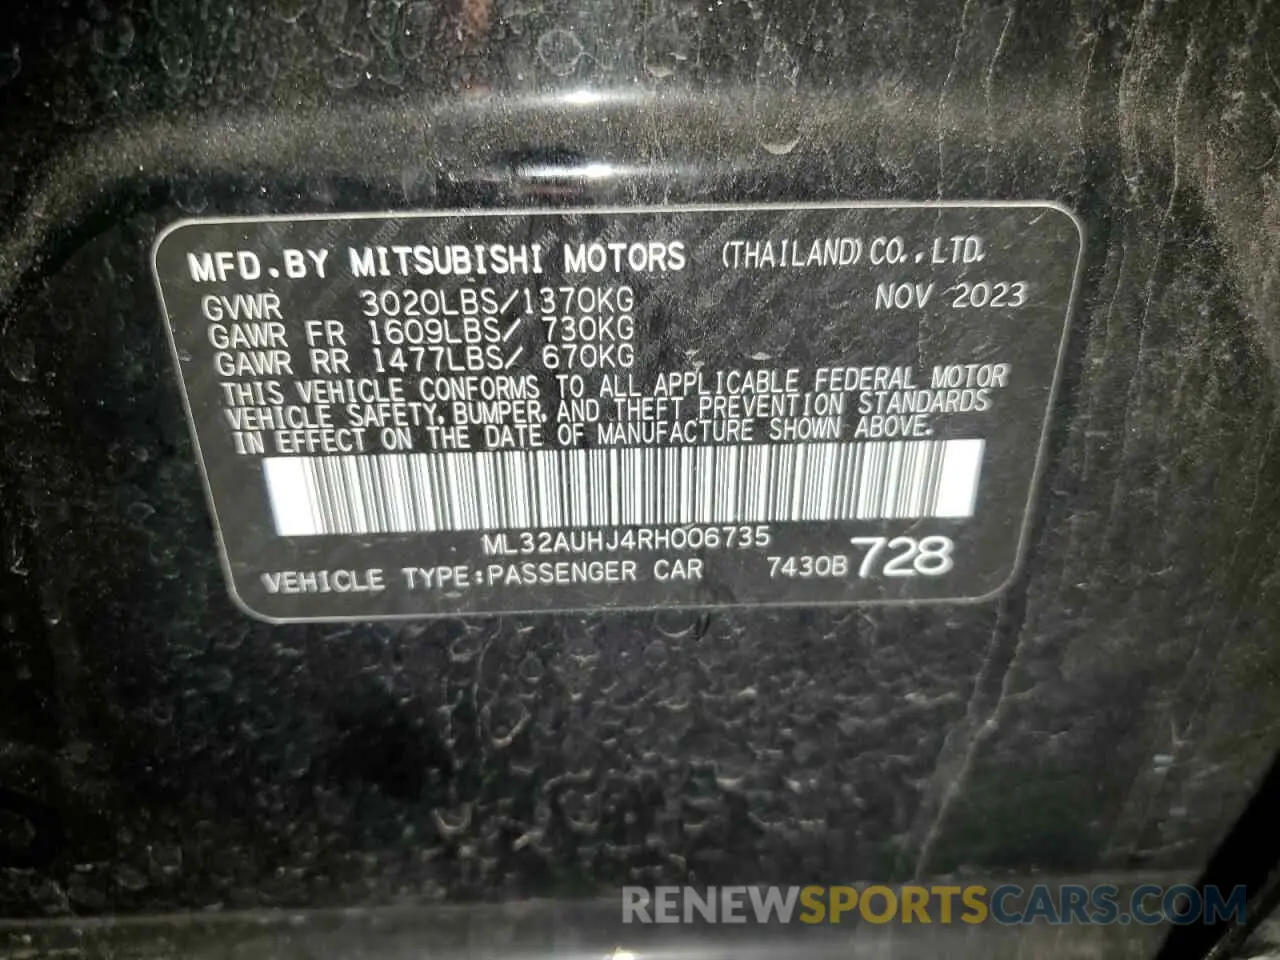 MFD.BY MITSUBISHI MOTORS (THAILAND) CO., LTD.
GVWR 3020LBS/1370KG NOV 2023
GAWR FR 1609LBS/ 730KG
GAWR RR 1477LBS/ 670KG
THIS VEHICLE CONFORMS TO ALL APPLICABLE FEDERAL MOTOR
VEHICLE SAFETY, BUMPER, AND THEFT PREVENTION STANDARDS
IN EFFECT ON THE DATE OF MANUFACTURE SHOWN ABOVE.
ML32AUHJ4RH006735
VEHICLE TYPE:PASSENGER CAR 7430B 728
RENEWSPORTSCARS.COM